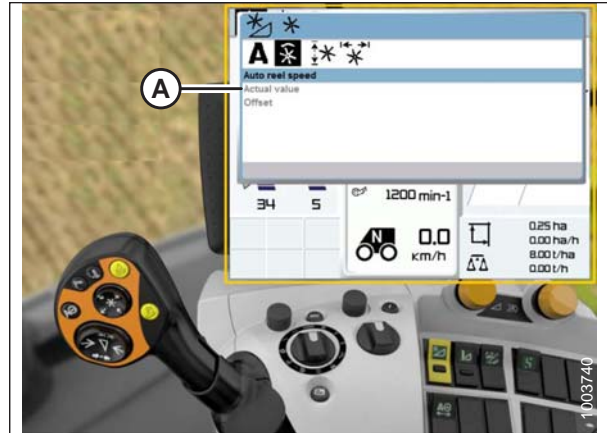 A
Auto reel speed
A
Actual value
Offset
1200 min-1
34
5
N
0.0
km/h
0.25 ha
0.00 ha/h
8.00 t/ha
0.00 t/h
S
1003740